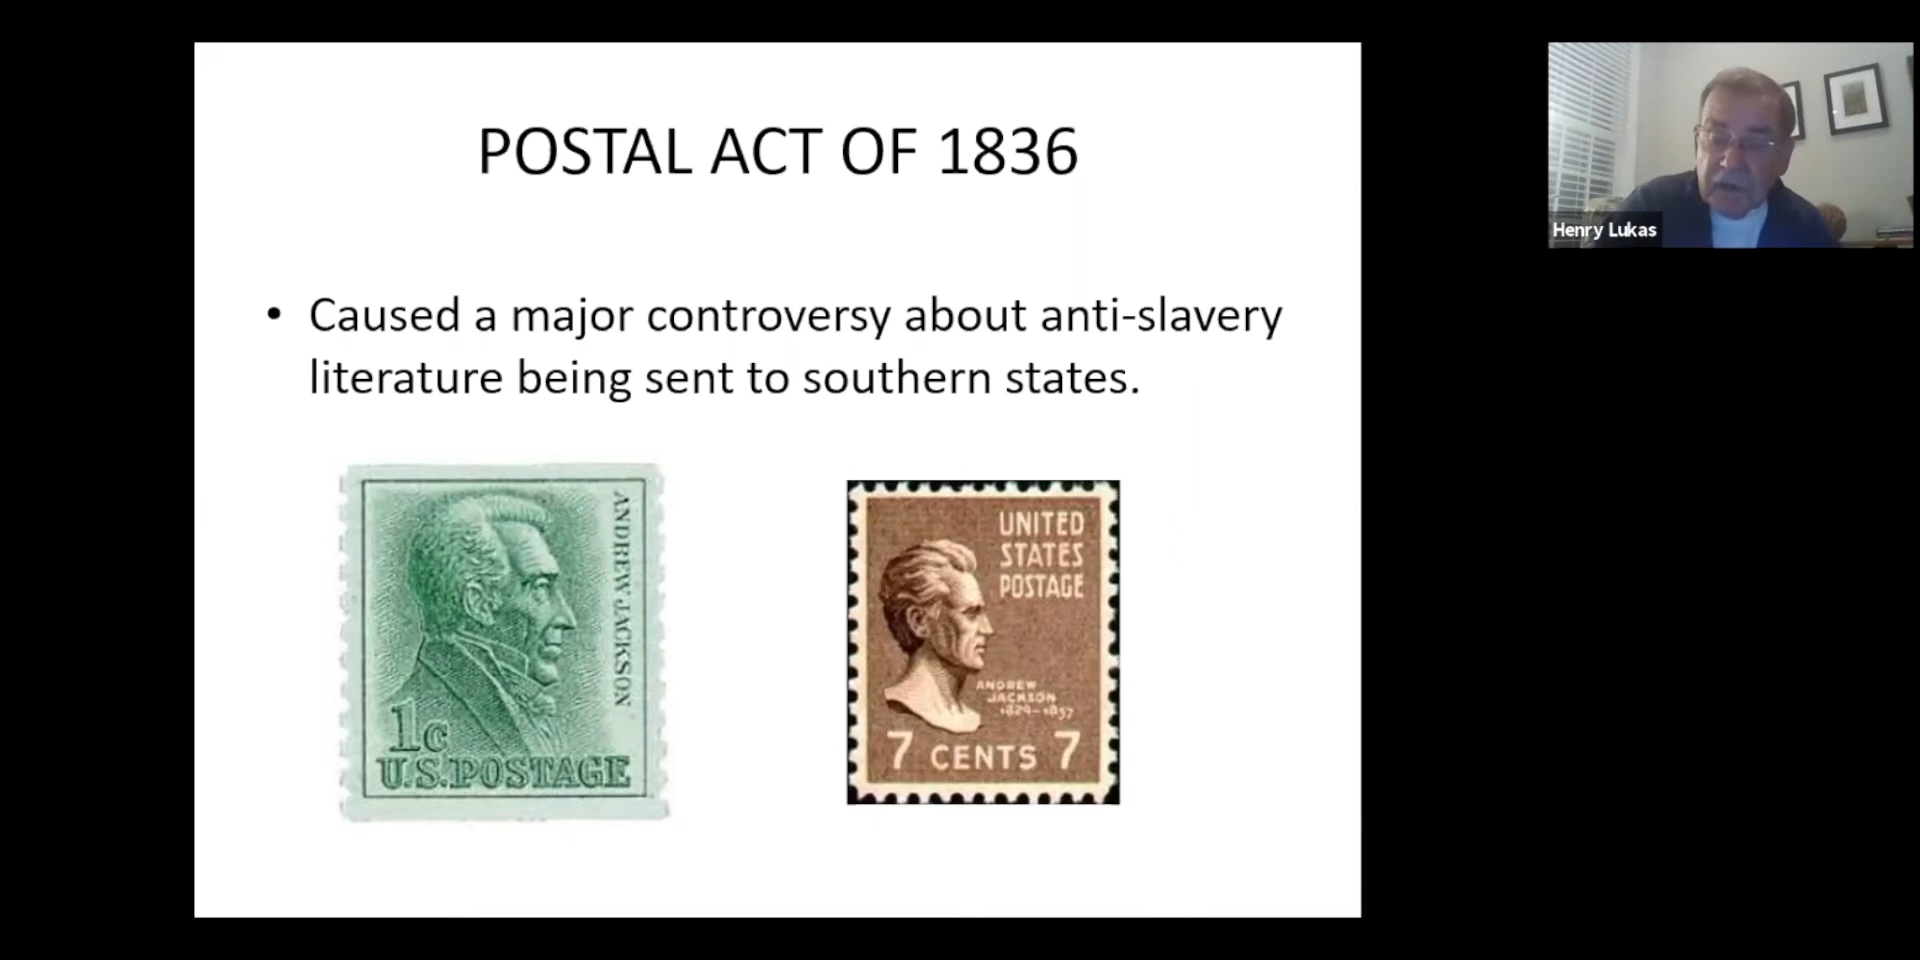 POSTAL ACT OF 1836
• Caused a major controversy about anti-slavery
literature being sent to southern states.
ANDREW JACKSON
1c
U.S. POSTAGE
UNITED
STATES
POSTAGE
ANDREW
JACKSON
1829–1837
7 CENTS 7
Henry Lukas